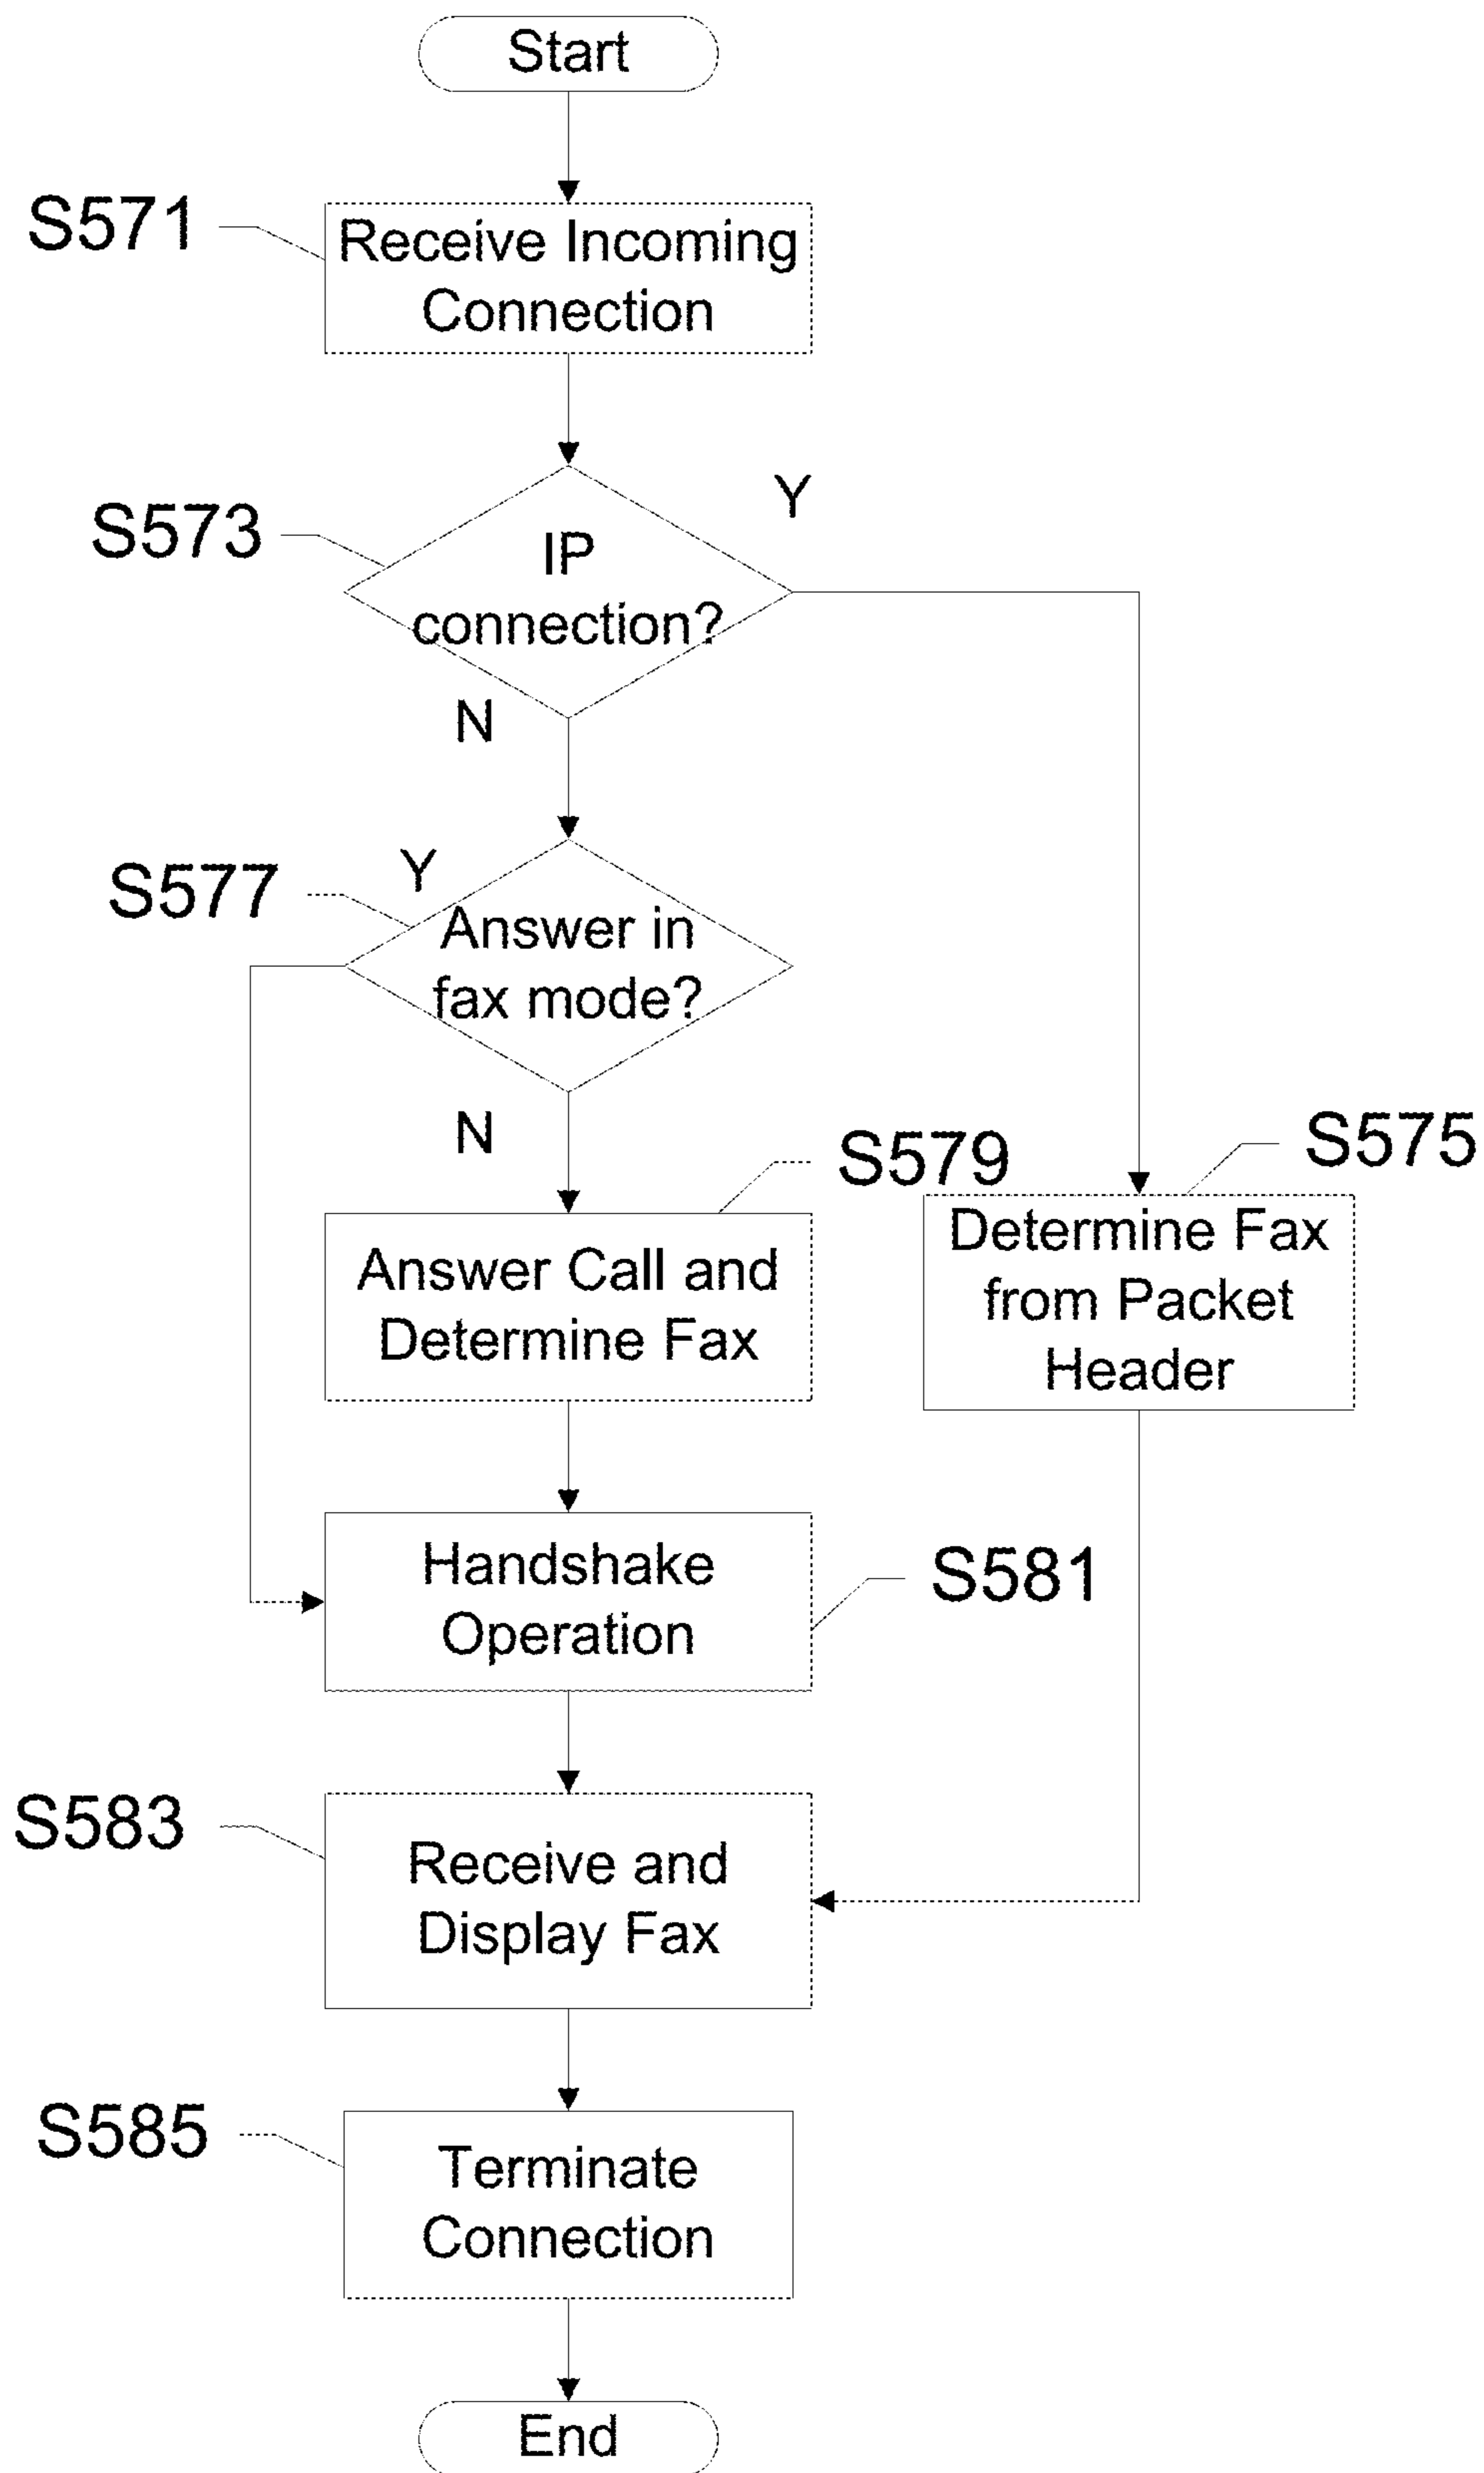 Start
S571
Receive Incoming
Connection
Y
S573
IP
connection?
N
S577
Y
Answer in
fax mode?
N
S579
S575
Answer Call and
Determine Fax
Determine Fax
from Packet
Header
Handshake
Operation
S581
S583
Receive and
Display Fax
S585
Terminate
Connection
End